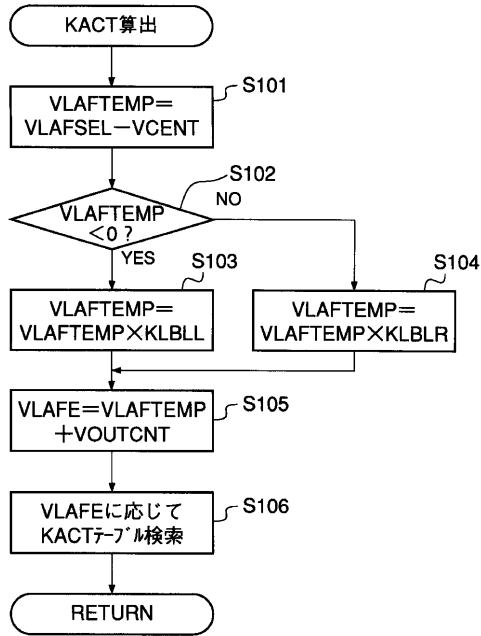 KACT算出
S101
VLAFTEMP=
VLAFSEL−VCENT
S102
NO
VLAFTEMP
<0?
YES
S103
VLAFTEMP=
VLAFTEMP×KLBLL
S104
VLAFTEMP=
VLAFTEMP×KLBLR
S105
VLAFE=VLAFTEMP
+VOUTCNT
S106
VLAFEに応じて
KACTテーブル検索
RETURN